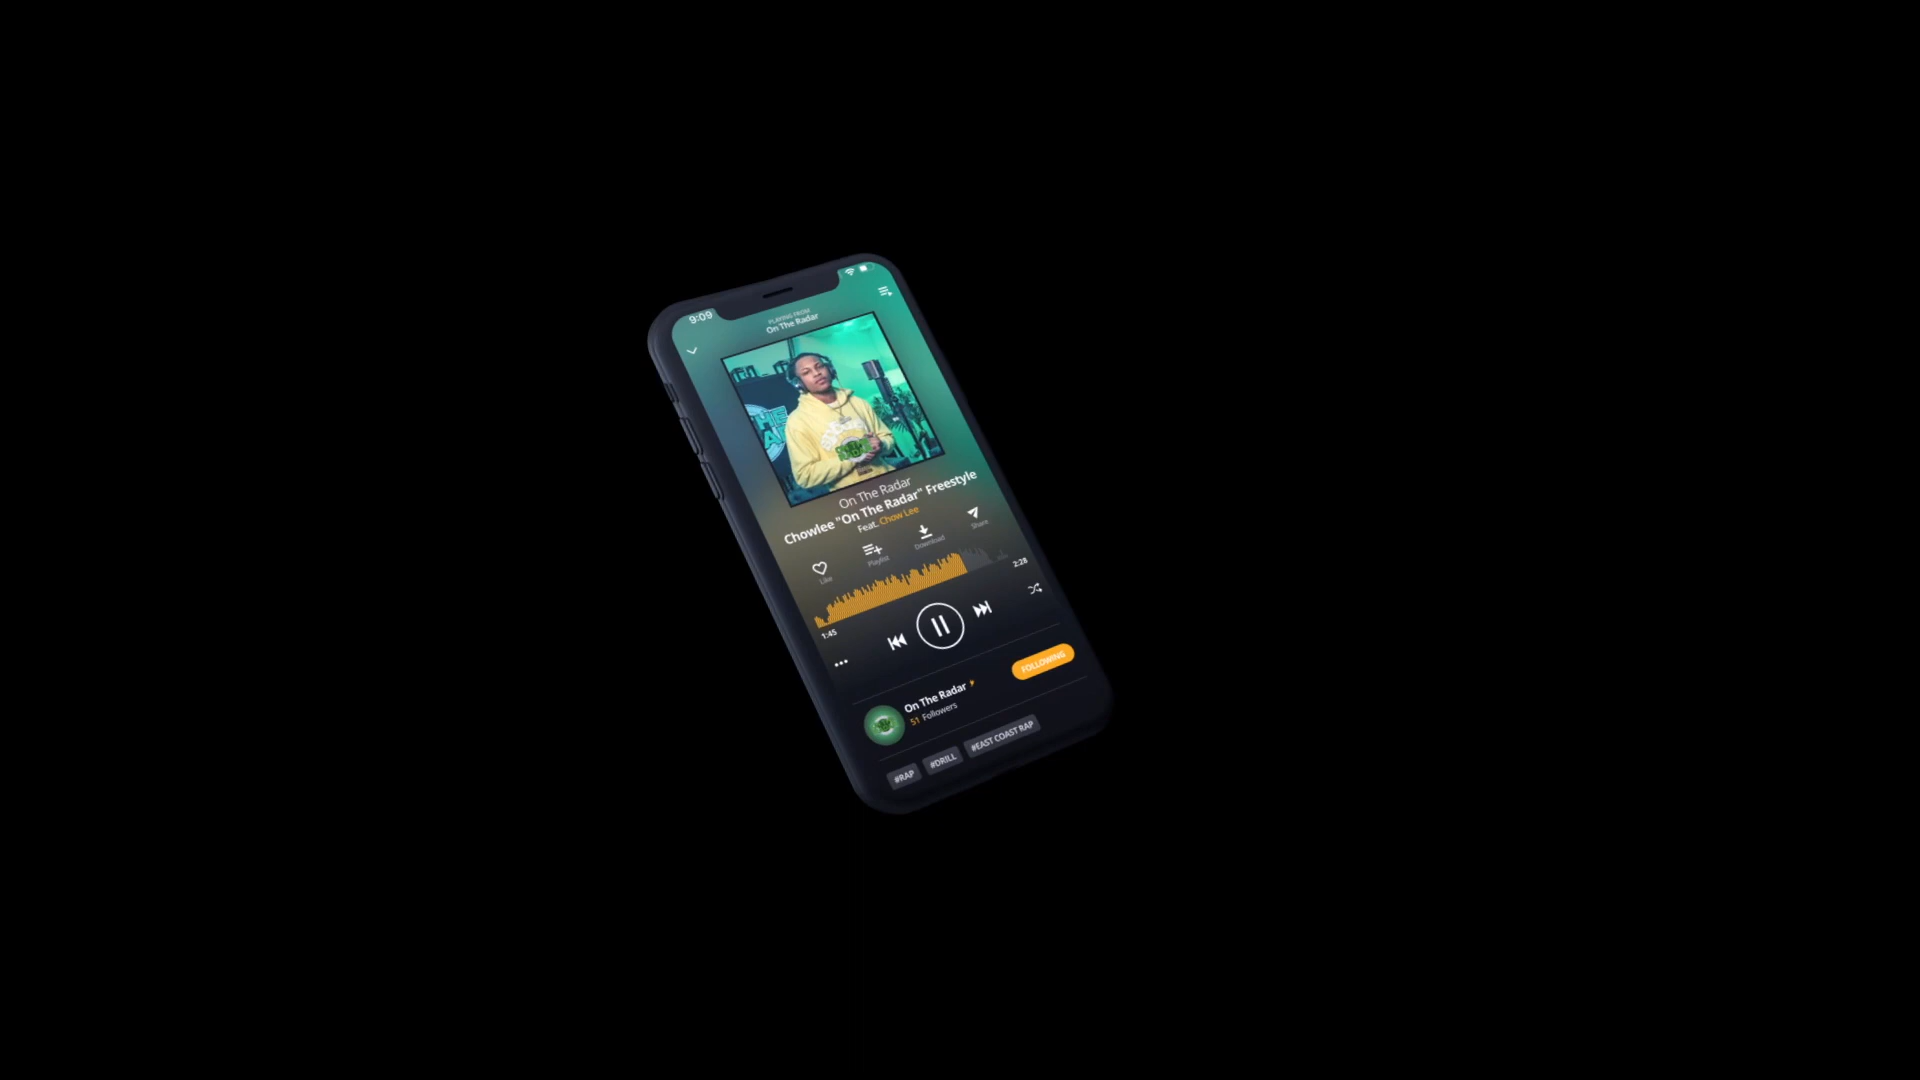 9:09
PLAYING FROM
On The Radar
On The Radar
Chowlee "On The Radar" Freestyle
Feat. Chow Lee
Like
Playlist
Download
Share
1:45
2:28
On The Radar
51 Followers
FOLLOWING
#RAP
#DRILL
#EAST COAST RAP